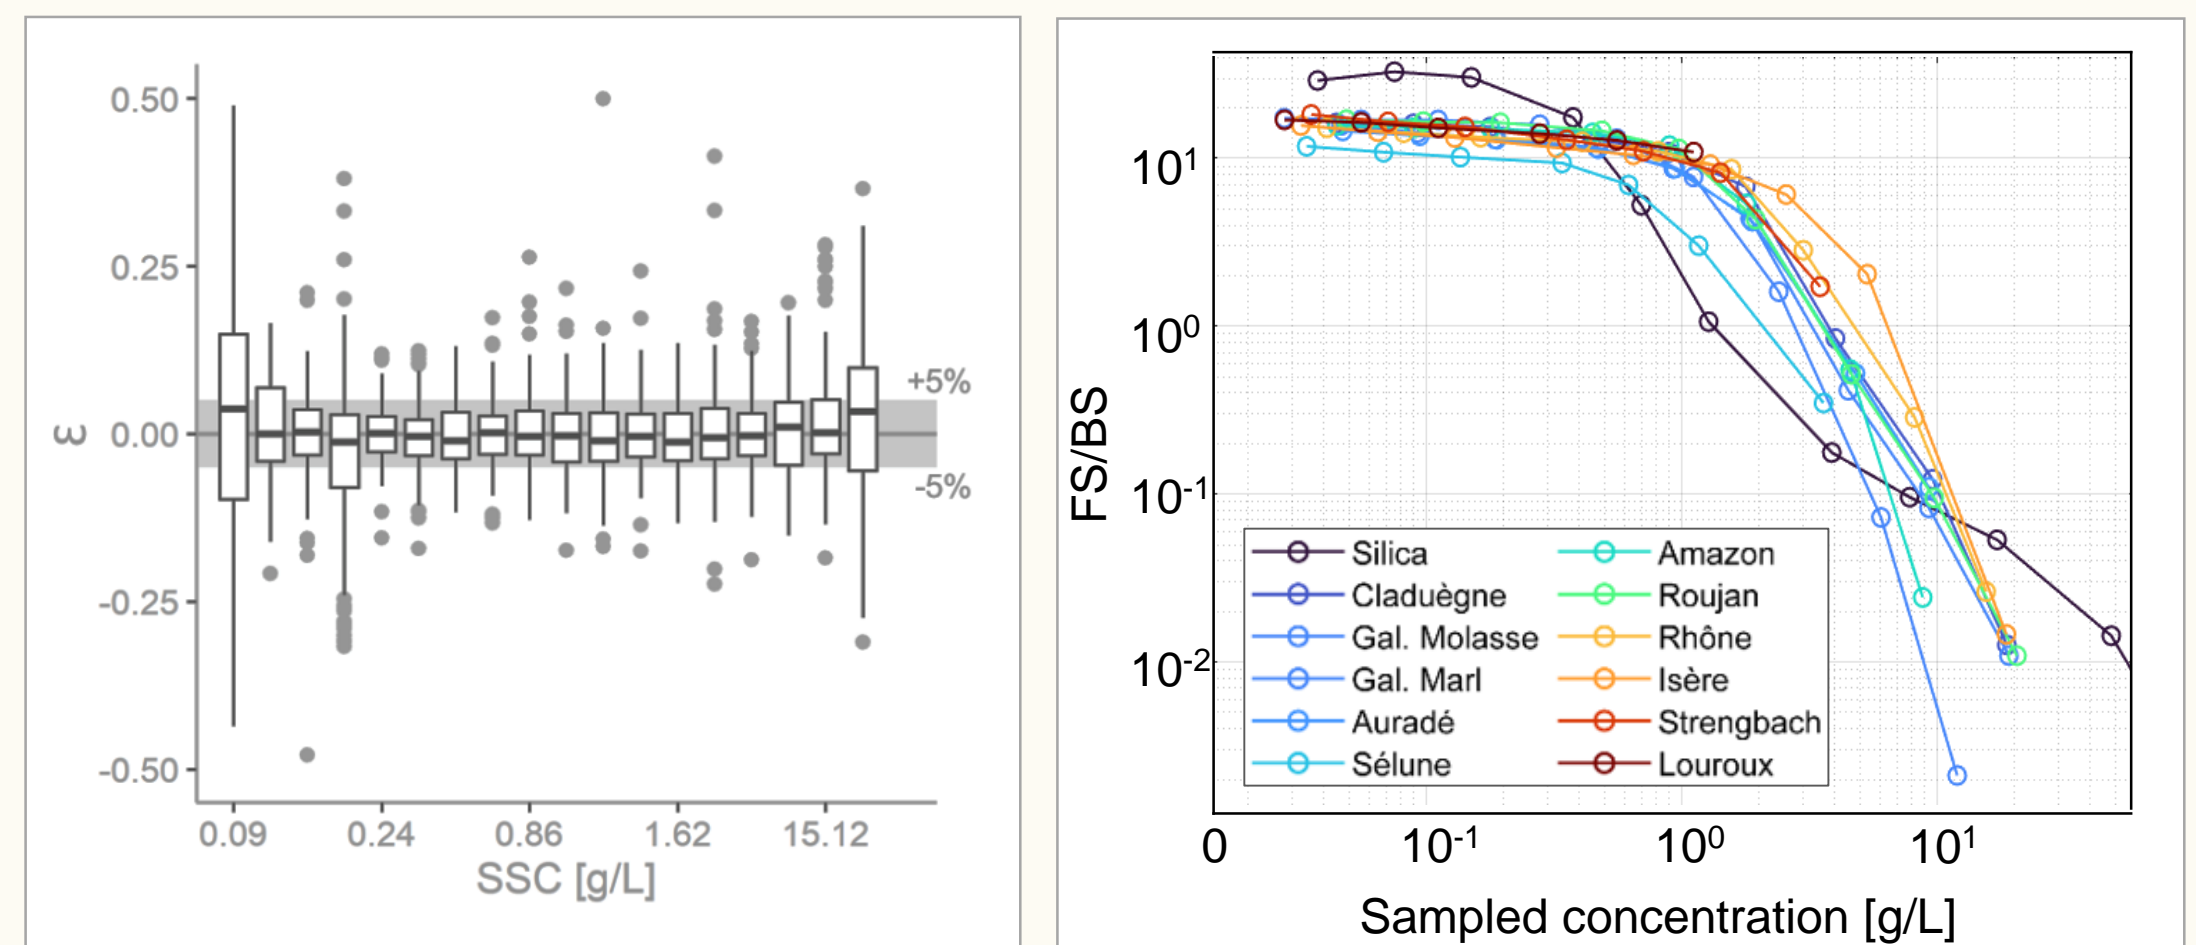 0.50
0.25
0.00
-0.25
-0.50
ε
+5%
-5%
0.09 0.24 0.86 1.62 15.12
SSC [g/L]
10¹
10⁰
10⁻¹
10⁻²
FS/BS
Silica
Claduègne
Gal. Molasse
Gal. Marl
Auradé
Sélune
Amazon
Roujan
Rhône
Isère
Strengbach
Louroux
0 10⁻¹ 10⁰ 10¹
Sampled concentration [g/L]